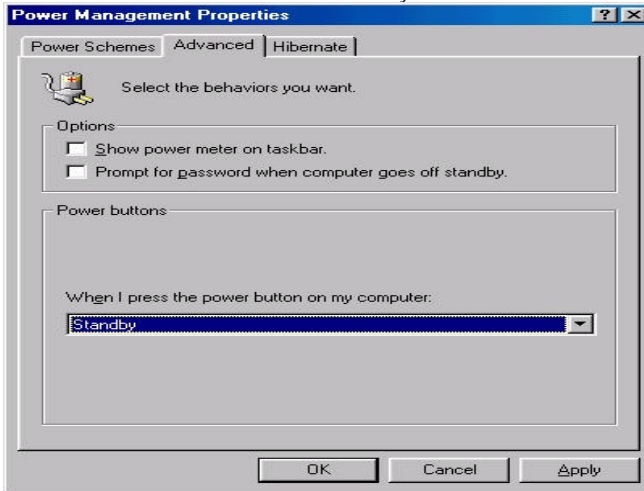 Power Management Properties
Power Schemes Advanced Hibernate
Select the behaviors you want.
Options
Show power meter on taskbar.
Prompt for password when computer goes off standby.
Power buttons
When I press the power button on my computer:
Standby
OK Cancel Apply